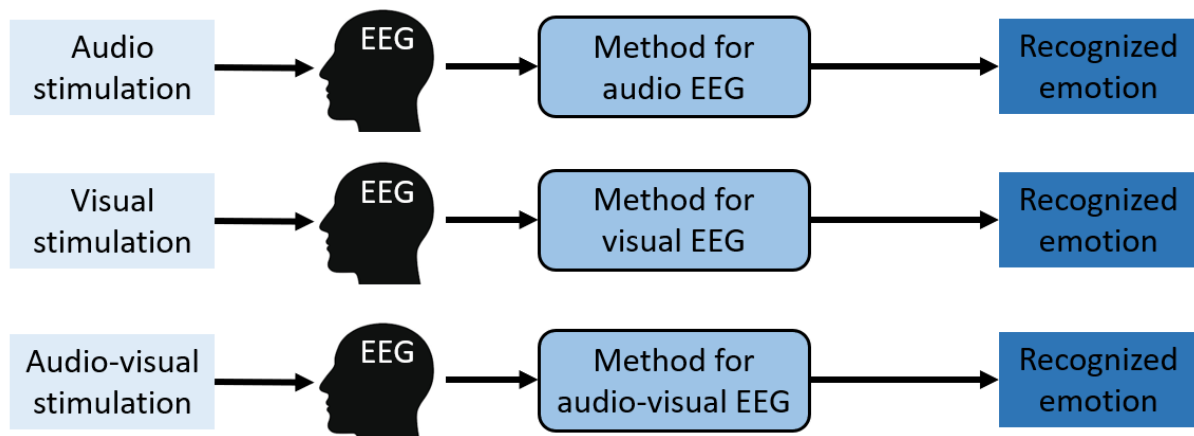 Audio
stimulation
EEG
Method for
audio EEG
Recognized
emotion
Visual
stimulation
EEG
Method for
visual EEG
Recognized
emotion
Audio-visual
stimulation
EEG
Method for
audio-visual EEG
Recognized
emotion